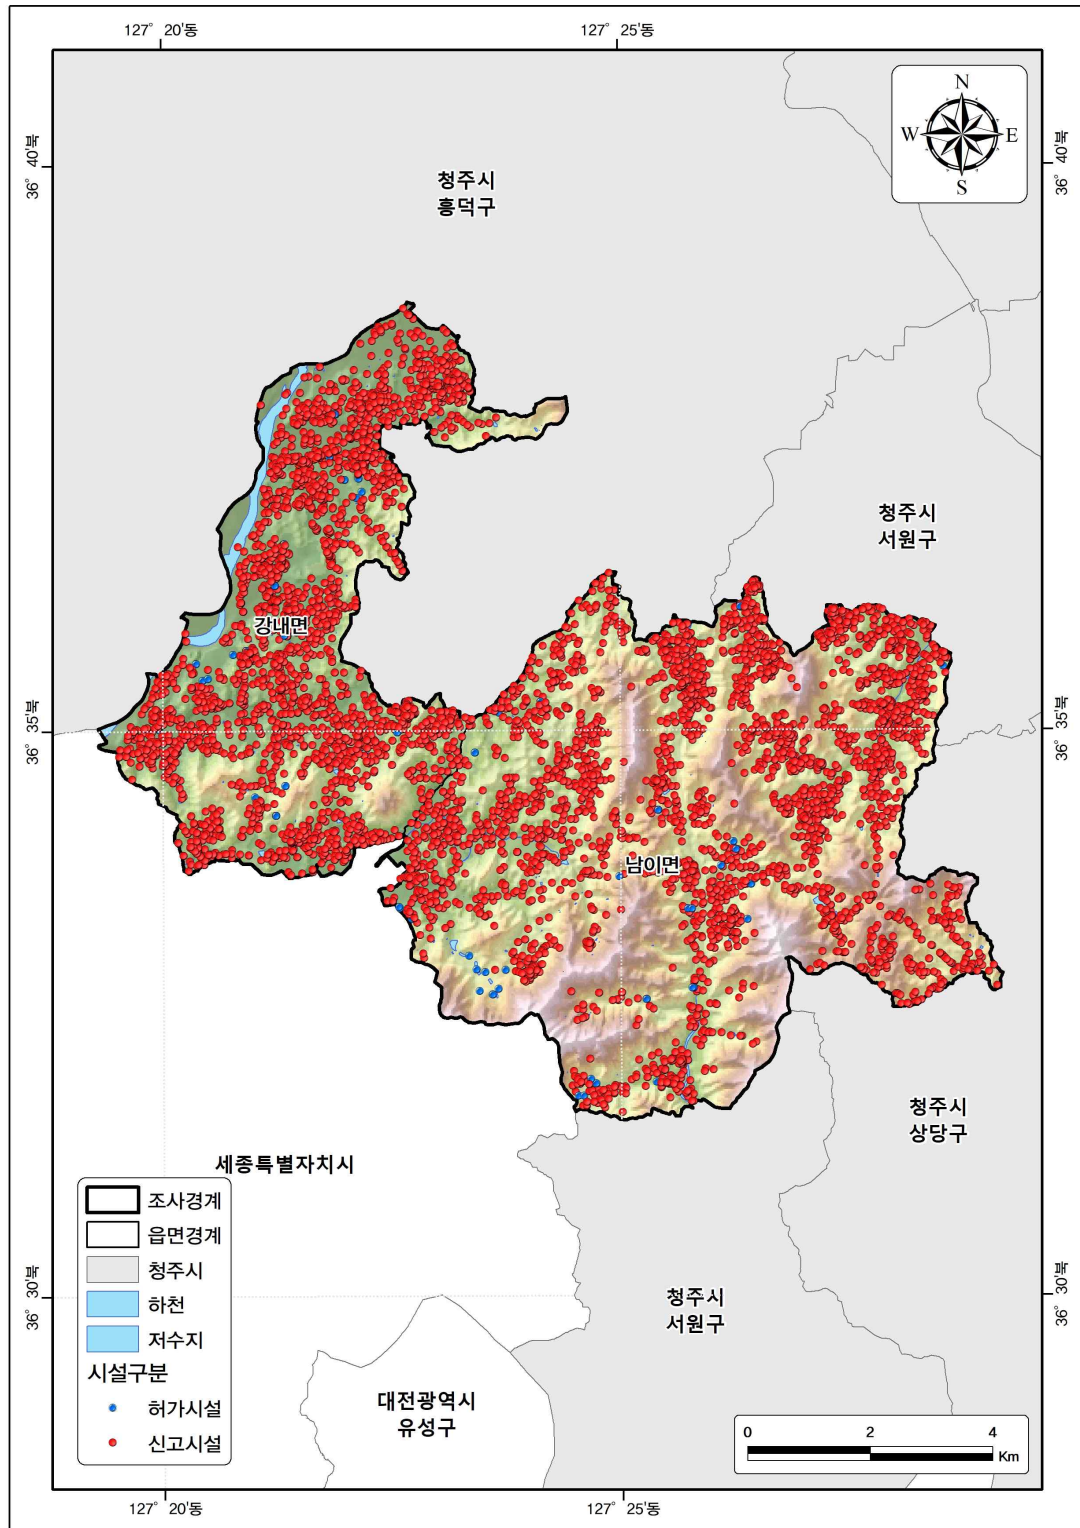 127° 20'동
127° 25'동
36° 40'북
36° 40'북
N
W
E
S
청주시
흥덕구
청주시
서원구
강내면
36° 35'북
36° 35'북
남이면
청주시
상당구
세종특별자치시
조사경계
읍면경계
청주시
하천
저수지
시설구분
허가시설
신고시설
36° 30'북
36° 30'북
청주시
서원구
대전광역시
유성구
0
2
4
Km
127° 20'동
127° 25'동